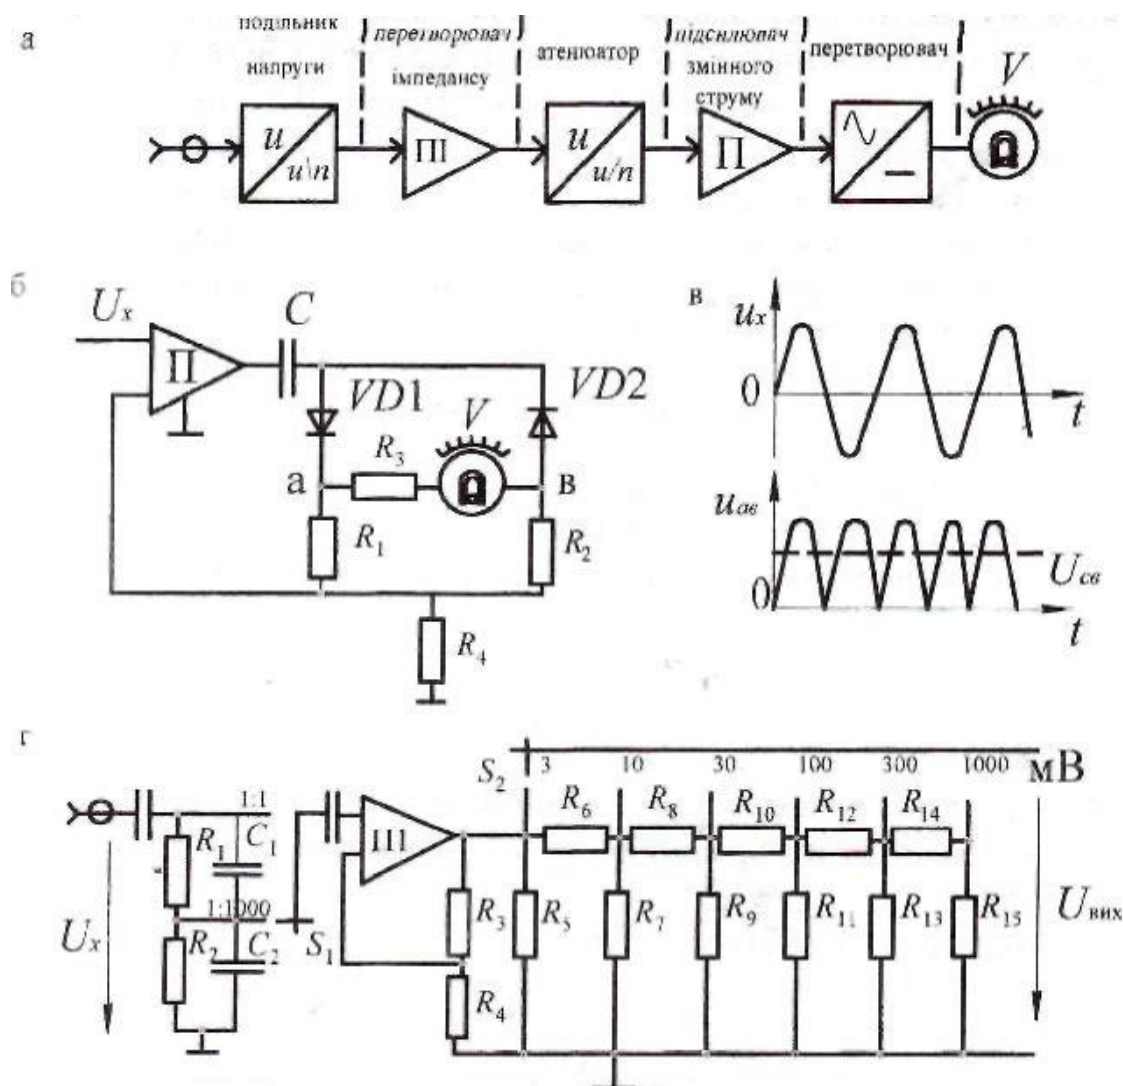 а
подільник
напруги
перетворювач
імпедансу
атенюатор
підсилювач
змінного
струму
перетворювач
V
u
u\n
ПІ
u
u/n
П
б
Uₓ
П
C
VD1
VD2
V
R₃
а
в
R₁
R₂
R₄
в
uₓ
0
t
u
U
0
t
г
S₂
3
10
30
100
300
1000
мВ
1:1
R₁
C₁
1:1000
R₂
C₂
Uₓ
S₁
ПІ
R₃
R₄
R₅
R₆
R₇
R₈
R₉
R₁₀
R₁₁
R₁₂
R₁₃
R₁₄
R₁₅
Uвих